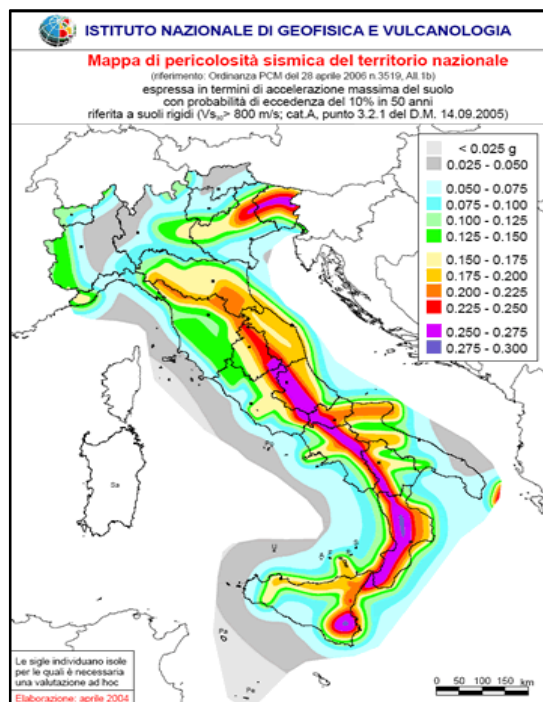 ISTITUTO NAZIONALE DI GEOFISICA E VULCANOLOGIA
Mappa di pericolosità sismica del territorio nazionale
(riferimento: Ordinanza PCM del 28 aprile 2006 n.3519, All.1b)
espressa in termini di accelerazione massima del suolo
con probabilità di eccedenza del 10% in 50 anni
riferita a suoli rigidi (Vs₃₀> 800 m/s; cat.A, punto 3.2.1 del D.M. 14.09.2005)
< 0.025 g
0.025 - 0.050
0.050 - 0.075
0.075 - 0.100
0.100 - 0.125
0.125 - 0.150
0.150 - 0.175
0.175 - 0.200
0.200 - 0.225
0.225 - 0.250
0.250 - 0.275
0.275 - 0.300
Sa
U
Pa
Pe
Le sigle individuano isole
per le quali è necessaria
una valutazione ad hoc
Elaborazione: aprile 2004
0 50 100 150 km